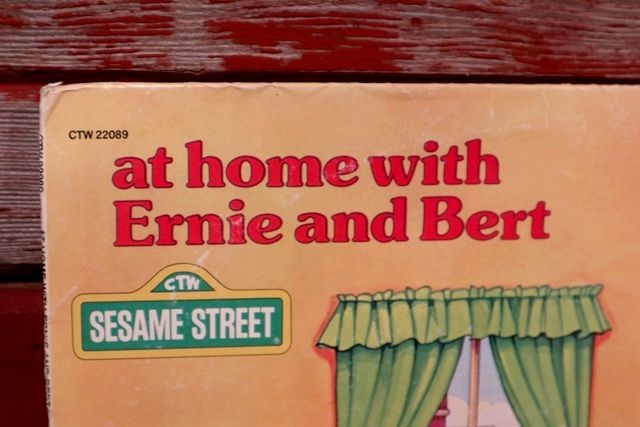 CTW 22089
at home with
Ernie and Bert
CTW
SESAME STREET